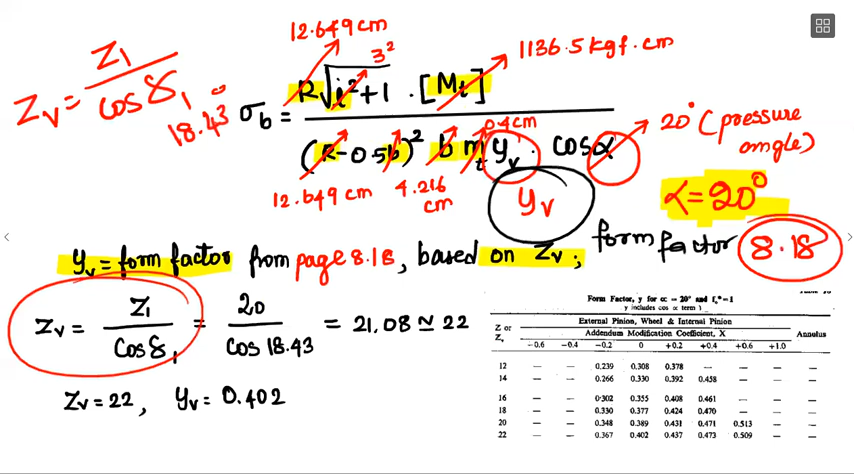 12.649 cm
3²
1136.5 kgf.cm
Zv = Z1 / cos δ1
18.43°
σb = R√(i²+1) · [Mt] / (R-0.5b)² b mt yv · cos α
0.4 cm
20° (pressure angle)
12.649 cm
4.216 cm
yv
α = 20°
yv = form factor from page 8.18, based on Zv,
form factor 8.18
Zv = Z1 / cos δ1 = 20 / cos 18.43 = 21.08 ≃ 22
Zv = 22, yv = 0.402
Form Factor, y for α = 20° and fo = 1
y includes cos α term
Z or Zv External Pinion, Wheel & Internal Pinion Annulus
Addendum Modification Coefficient, X
-0.6 -0.4 -0.2 0 +0.2 +0.4 +0.6 +1.0
12 — — 0.239 0.308 0.378 — — — —
14 — — 0.266 0.330 0.392 0.458 — — —
16 — — 0.302 0.355 0.408 0.461 — — —
18 — — 0.330 0.377 0.424 0.470 — — —
20 — — 0.348 0.389 0.431 0.471 0.513 — —
22 — — 0.367 0.402 0.437 0.473 0.509 — —